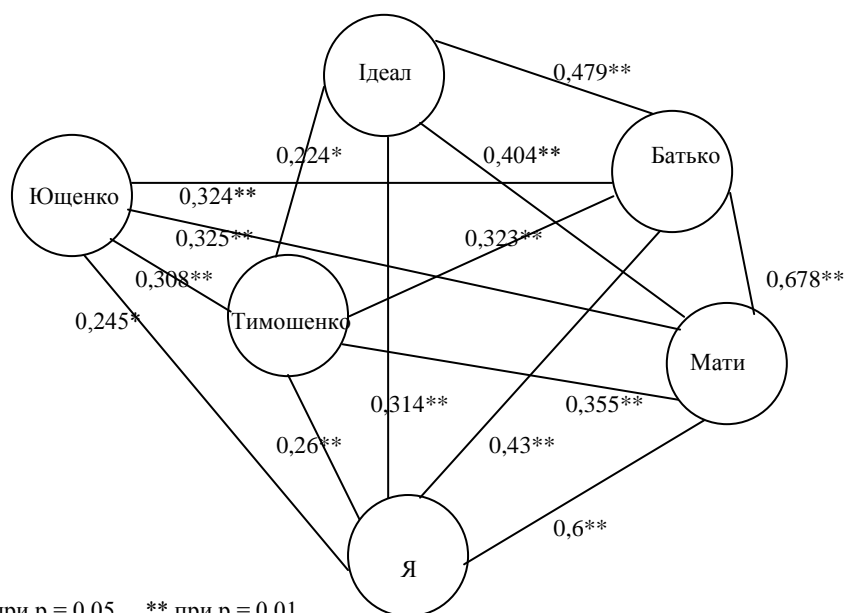 Ідеал
0,479**
Батько
0,224*
0,404**
Ющенко
0,324**
0,325**
0,323**
0,308**
0,678**
0,245*
Тимошенко
Мати
0,314**
0,355**
0,26**
0,43**
0,6**
Я
при р = 0,05 ** при р = 0,01